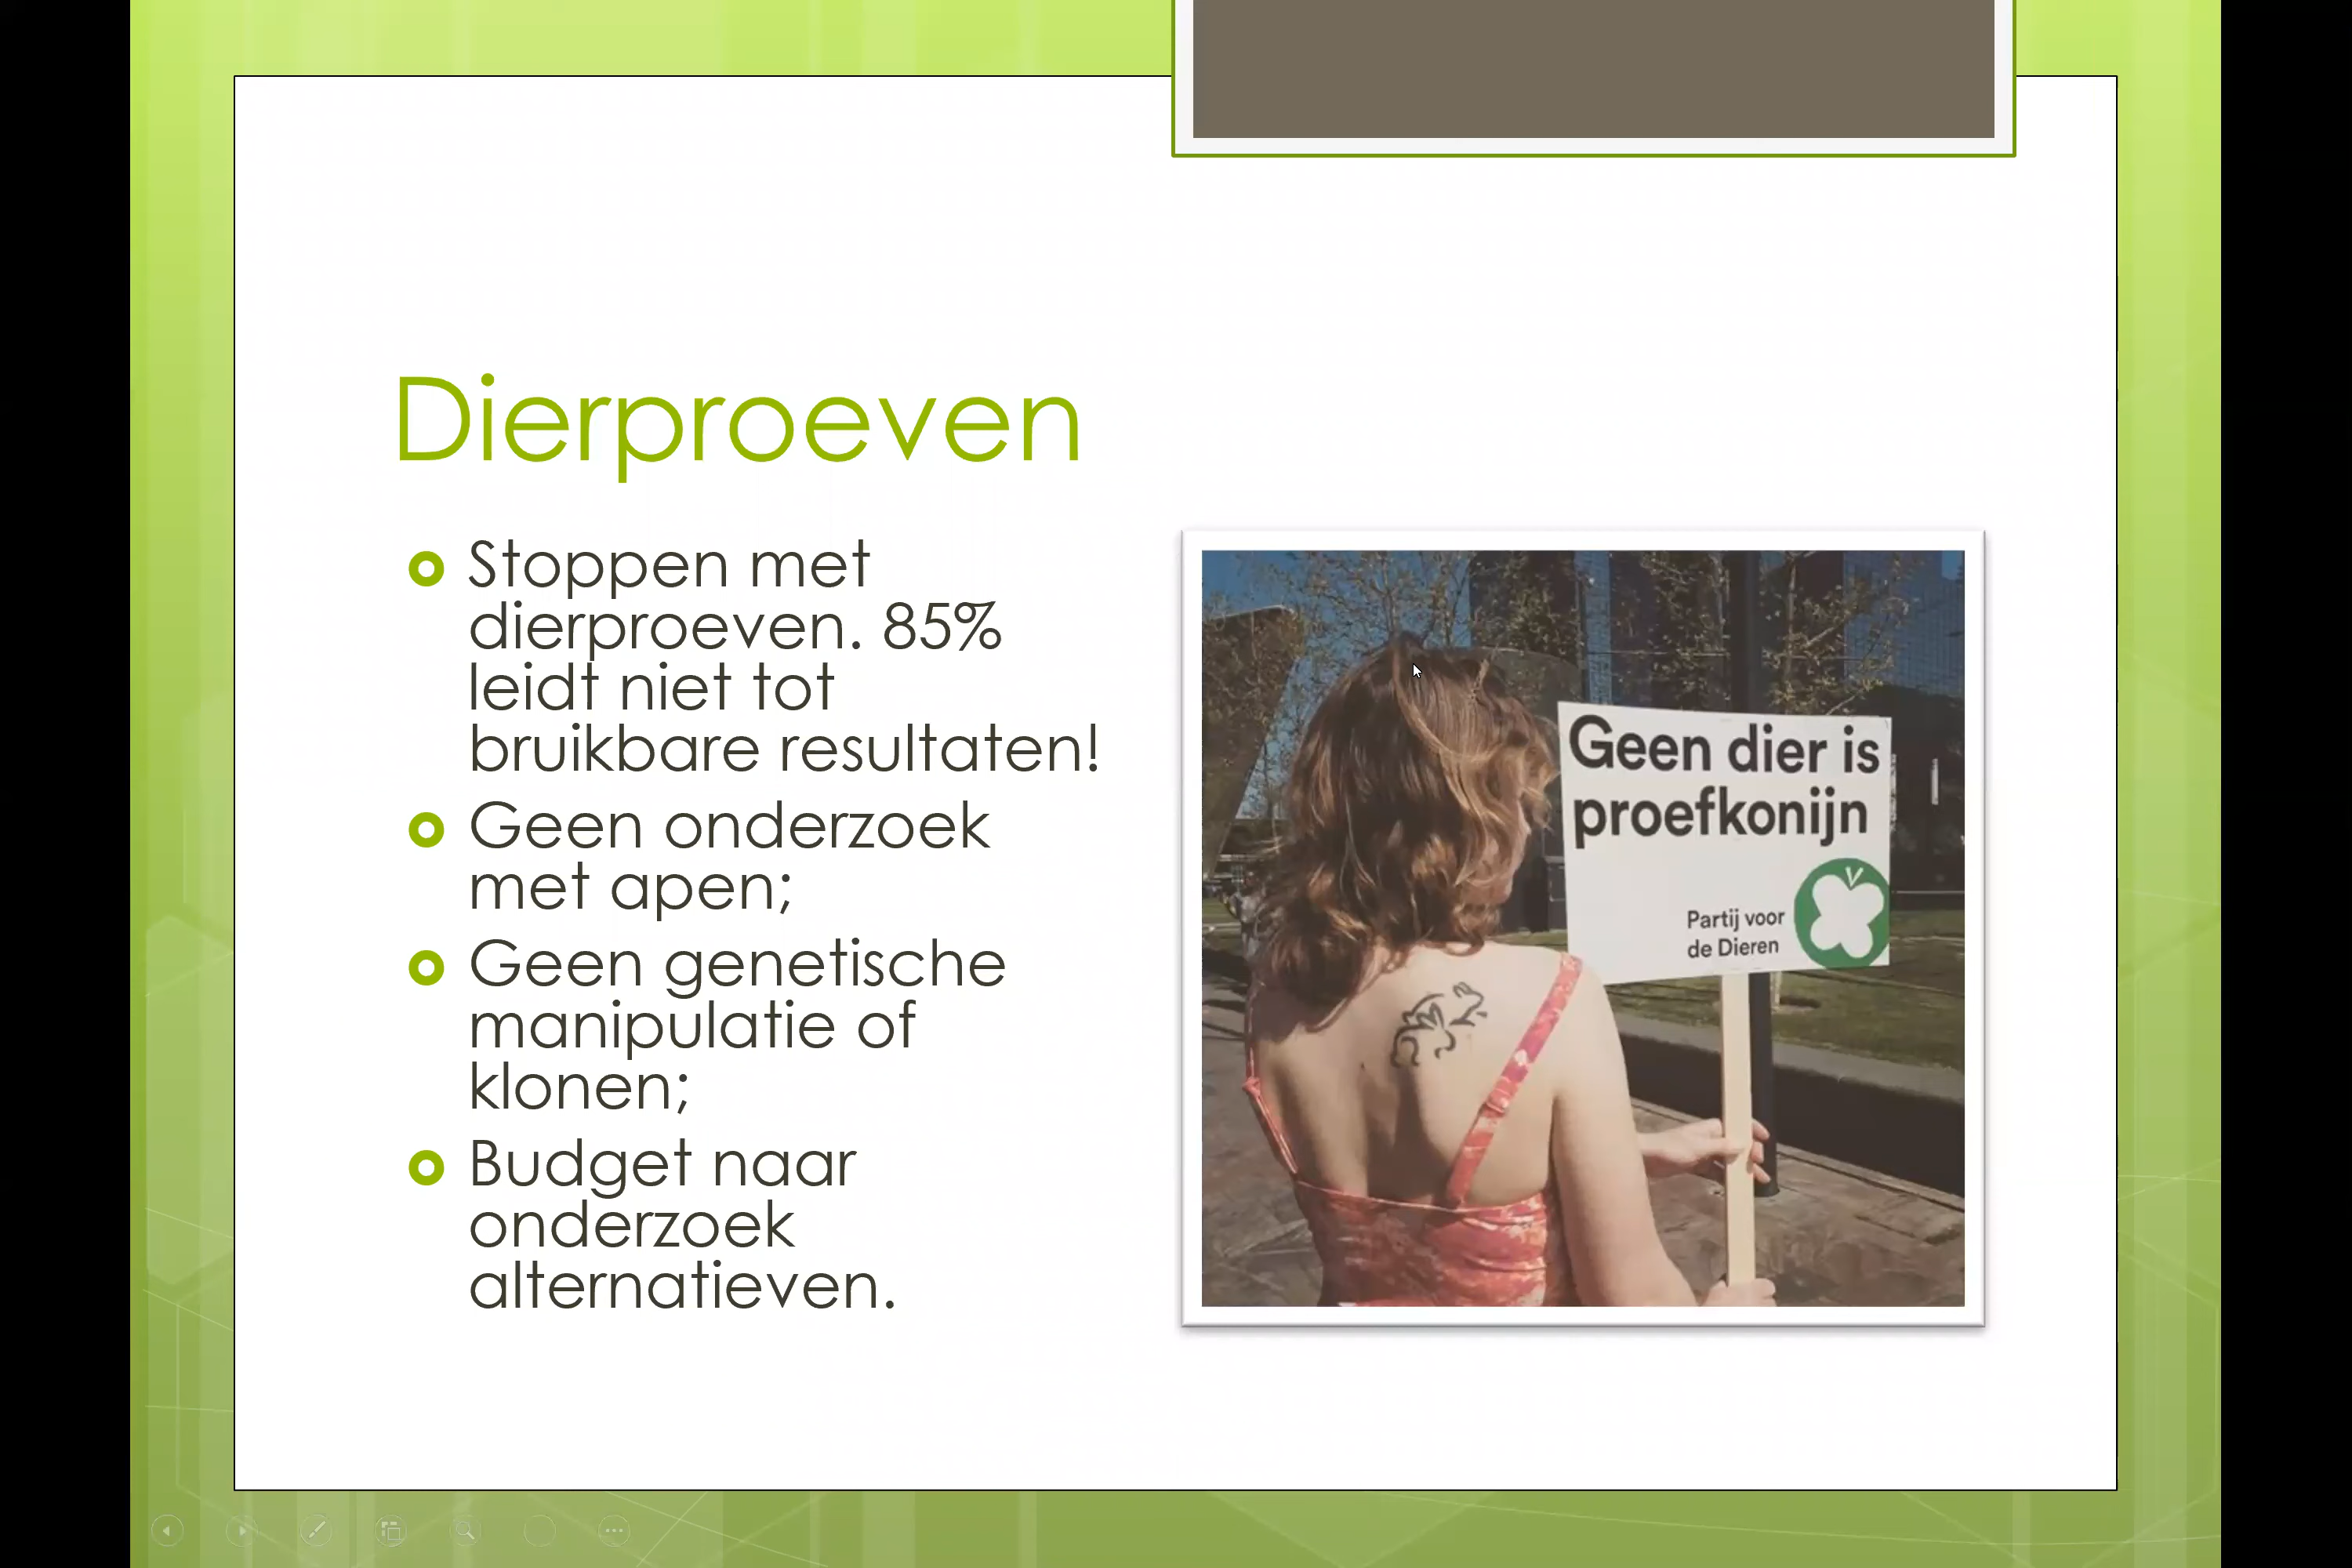 Dierproeven
Stoppen met
dierproeven. 85%
leidt niet tot
bruikbare resultaten!
Geen onderzoek
met apen;
Geen genetische
manipulatie of
klonen;
Budget naar
onderzoek
alternatieven.
Geen dier is
proefkonijn
Partij voor
de Dieren